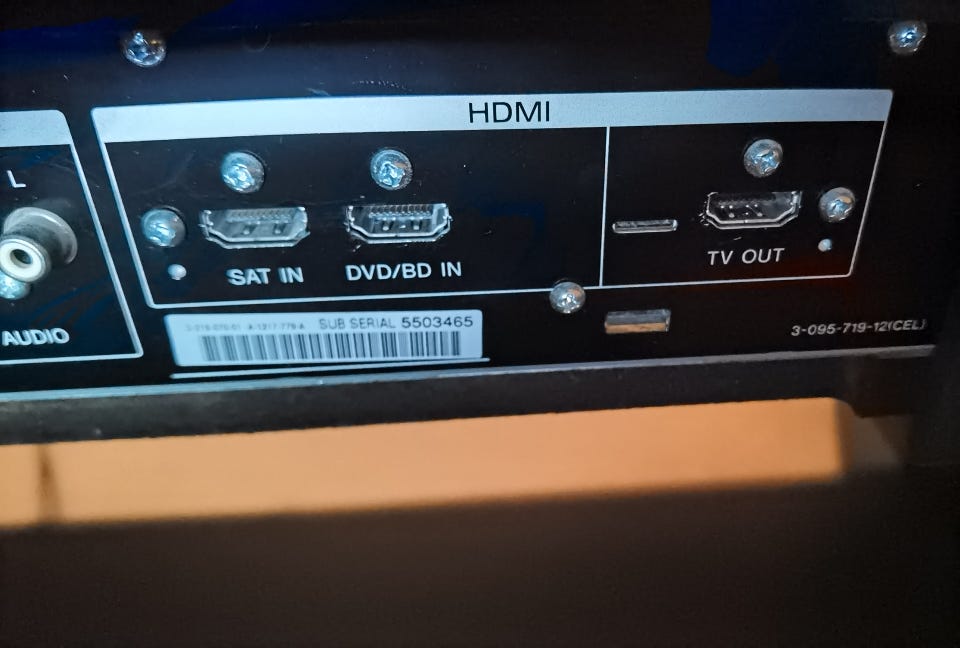 HDMI
L
SAT IN
DVD/BD IN
TV OUT
AUDIO
SUB SERIAL 5503465
3-095-719-12(CEL)